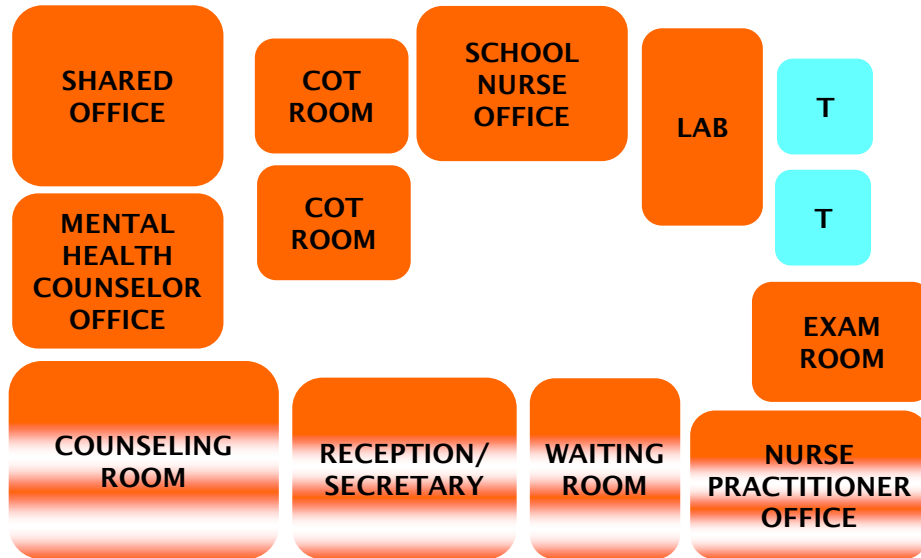 SHARED
OFFICE
COT
ROOM
SCHOOL
NURSE
OFFICE
LAB
T
COT
ROOM
T
MENTAL
HEALTH
COUNSELOR
OFFICE
EXAM
ROOM
COUNSELING
ROOM
RECEPTION/
SECRETARY
WAITING
ROOM
NURSE
PRACTITIONER
OFFICE